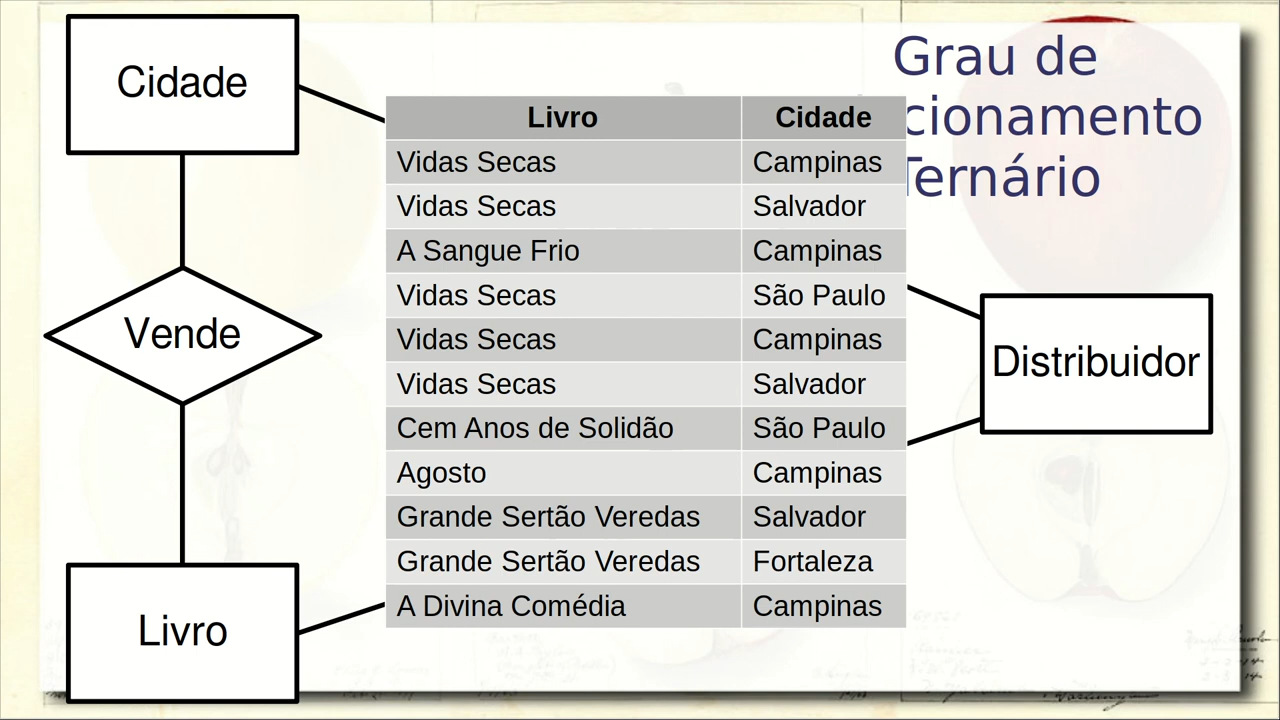 Grau de
cionamento
Ternário
Cidade
Vende
Livro
Distribuidor
Livro Cidade
Vidas Secas Campinas
Vidas Secas Salvador
A Sangue Frio Campinas
Vidas Secas São Paulo
Vidas Secas Campinas
Vidas Secas Salvador
Cem Anos de Solidão São Paulo
Agosto Campinas
Grande Sertão Veredas Salvador
Grande Sertão Veredas Fortaleza
A Divina Comédia Campinas